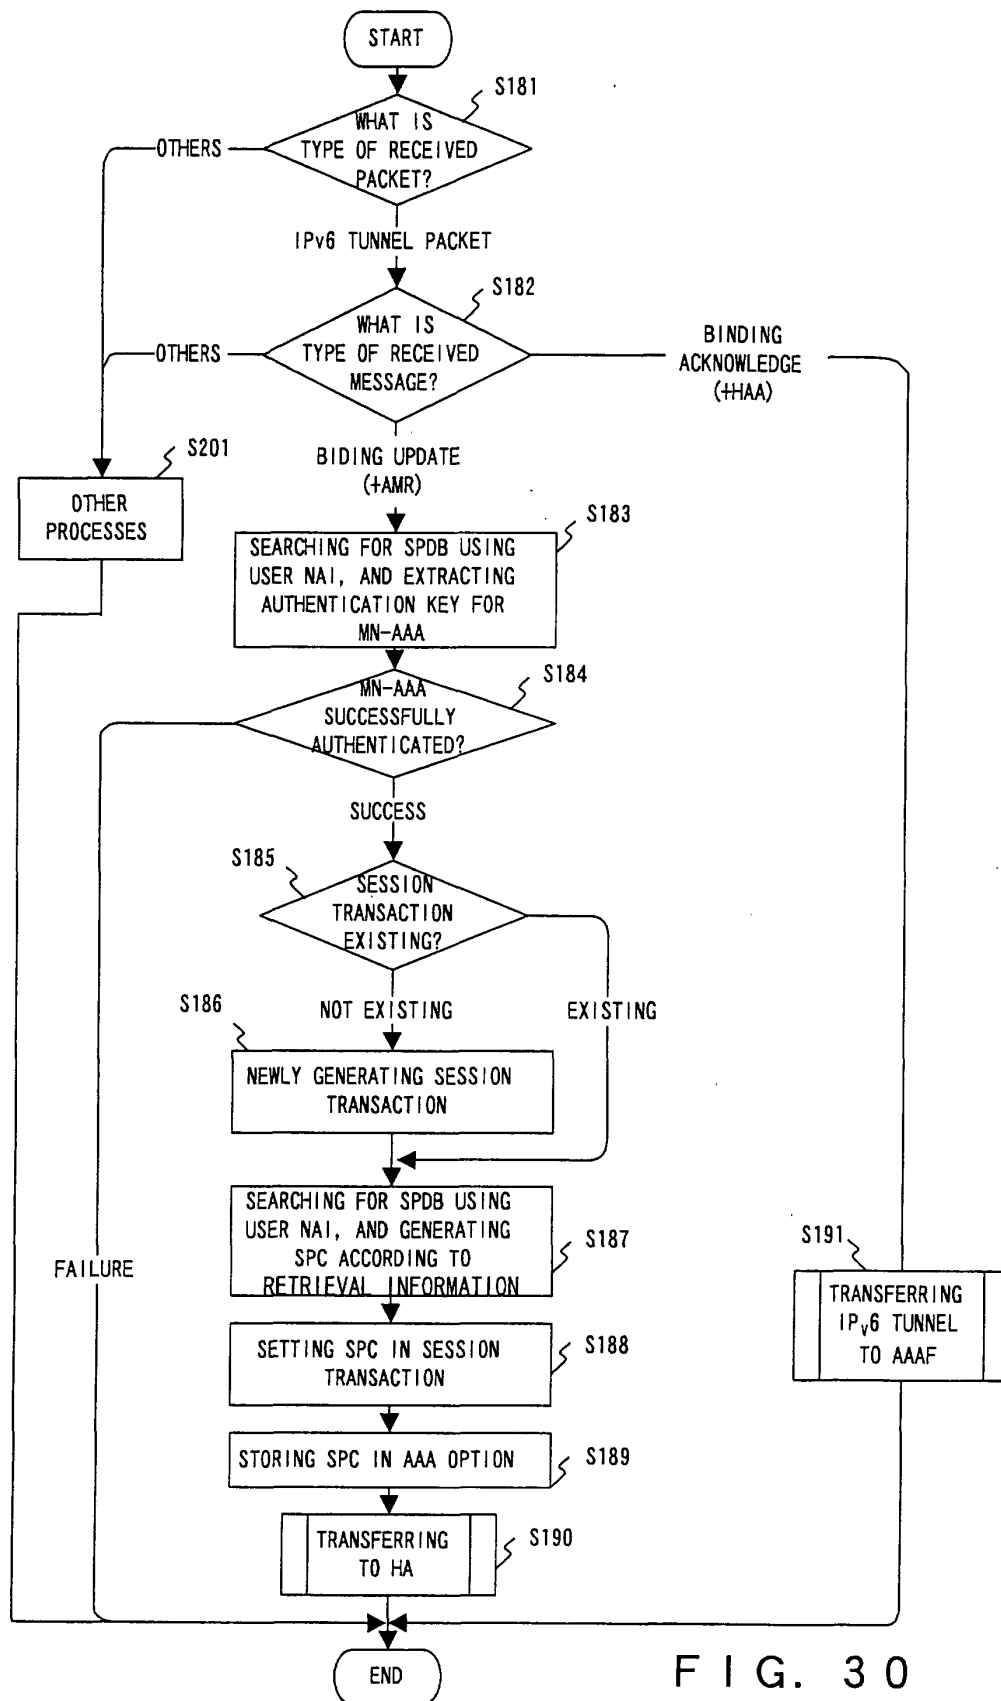 START
S181
WHAT IS
TYPE OF RECEIVED
PACKET?
OTHERS
IPv6 TUNNEL PACKET
S182
WHAT IS
TYPE OF RECEIVED
MESSAGE?
OTHERS
BINDING
ACKNOWLEDGE
(+HAA)
S201
OTHER
PROCESSES
BIDING UPDATE
(+AMR)
S183
SEARCHING FOR SPDB USING
USER NAI, AND EXTRACTING
AUTHENTICATION KEY FOR
MN-AAA
S184
MN-AAA
SUCCESSFULLY
AUTHENTICATED?
SUCCESS
S185
SESSION
TRANSACTION
EXISTING?
S186
NOT EXISTING
EXISTING
NEWLY GENERATING SESSION
TRANSACTION
SEARCHING FOR SPDB USING
USER NAI, AND GENERATING
SPC ACCORDING TO
RETRIEVAL INFORMATION
S187
FAILURE
S191
TRANSFERRING
IPv6 TUNNEL
TO AAAF
SETTING SPC IN SESSION
TRANSACTION
S188
STORING SPC IN AAA OPTION
S189
TRANSFERRING
TO HA
S190
END
FIG. 30